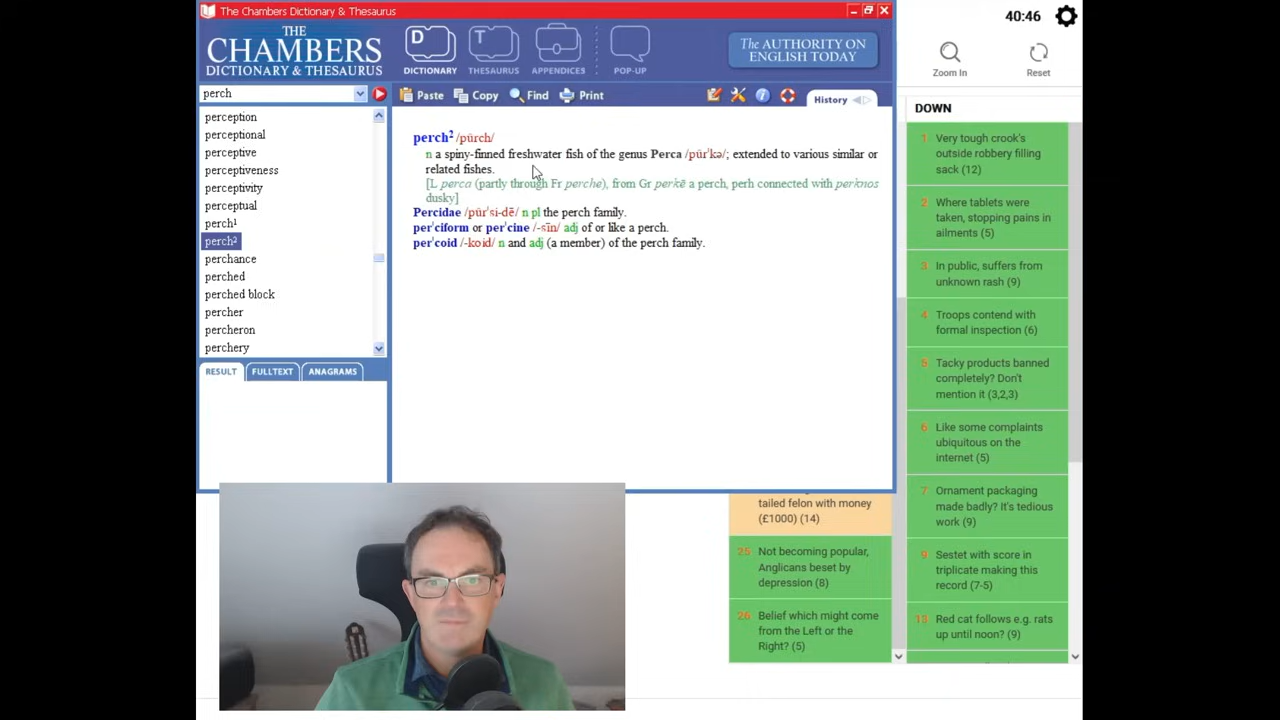 The Chambers Dictionary & Thesaurus
THE
CHAMBERS
DICTIONARY & THESAURUS
D
DICTIONARY
T
THESAURUS
APPENDICES
POP-UP
The AUTHORITY ON
ENGLISH TODAY
perch
Paste
Copy
Find
Print
History
perception
perceptional
perceptive
perceptiveness
perceptivity
perceptual
perch¹
perch²
perchance
perched
perched block
percher
percheron
perchery
RESULT
FULLTEXT
ANAGRAMS
perch² /pûrch/
n a spiny-finned freshwater fish of the genus Perca /pûr'kə/; extended to various similar or
related fishes.
[L perca (partly through Fr perche), from Gr perkē a perch, perh connected with perknos
dusky]
Percidae /pûr'si-dē/ n pl the perch family.
per'ciform or per'cine /-sīn/ adj of or like a perch.
per'coid /-koid/ n and adj (a member) of the perch family.
40:46
Zoom In
Reset
tailed felon with money
(£1000) (14)
25 Not becoming popular,
Anglicans beset by
depression (8)
26 Belief which might come
from the Left or the
Right? (5)
DOWN
1 Very tough crook's
outside robbery filling
sack (12)
2 Where tablets were
taken, stopping pains in
ailments (5)
3 In public, suffers from
unknown rash (9)
4 Troops contend with
formal inspection (6)
5 Tacky products banned
completely? Don't
mention it (3,2,3)
6 Like some complaints
ubiquitous on the
internet (5)
7 Ornament packaging
made badly? It's tedious
work (9)
9 Sestet with score in
triplicate making this
record (7-5)
13 Red cat follows e.g. rats
up until noon? (9)